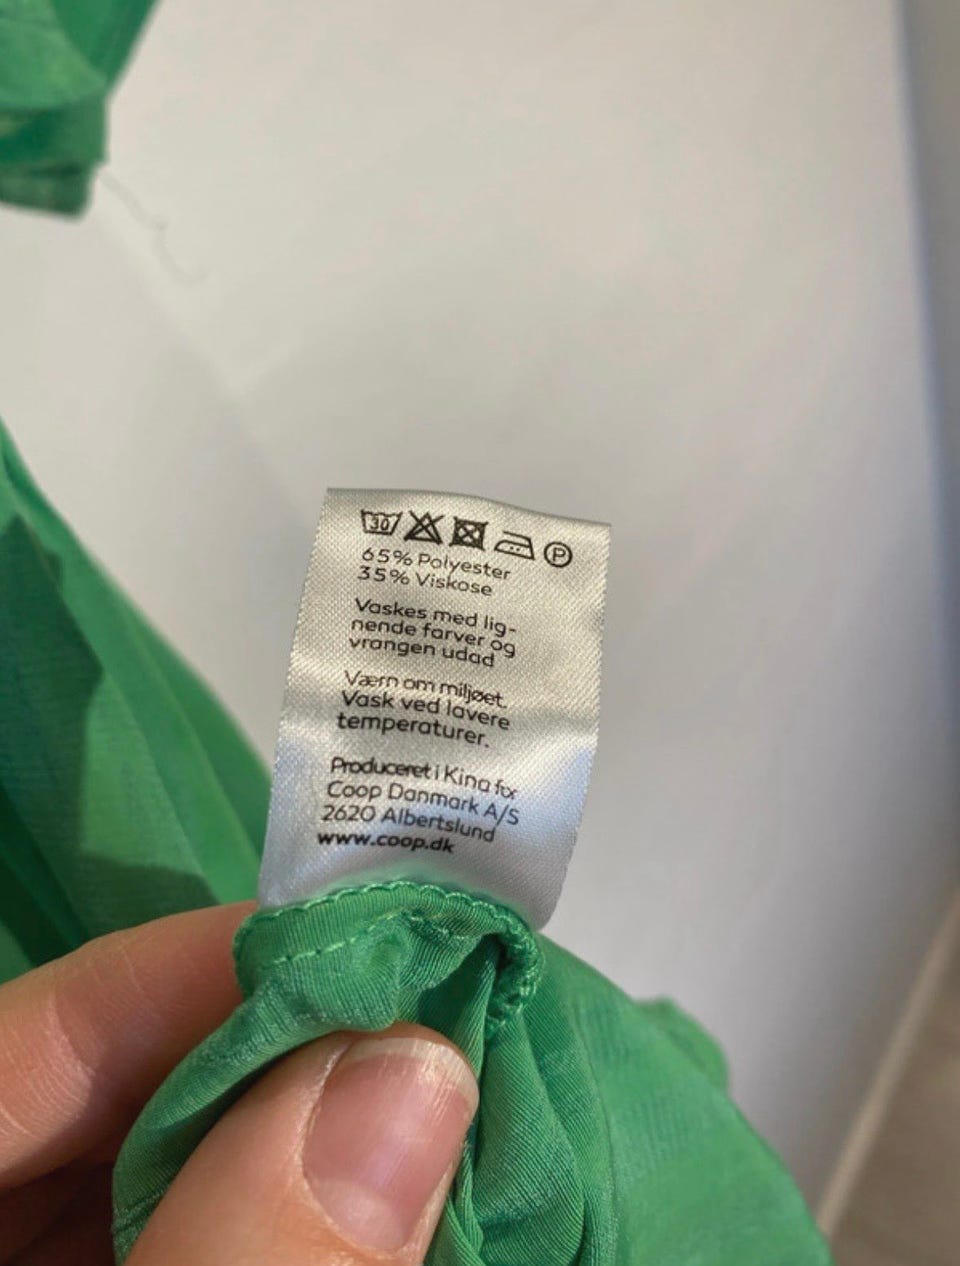 30 P
65% Polyester
35% Viskose
Vaskes med lig-
nende farver og
vrangen udad
Værn om miljøet.
Vask ved lavere
temperaturer.
Produceret i Kina for
Coop Danmark A/S
2620 Albertslund
www.coop.dk